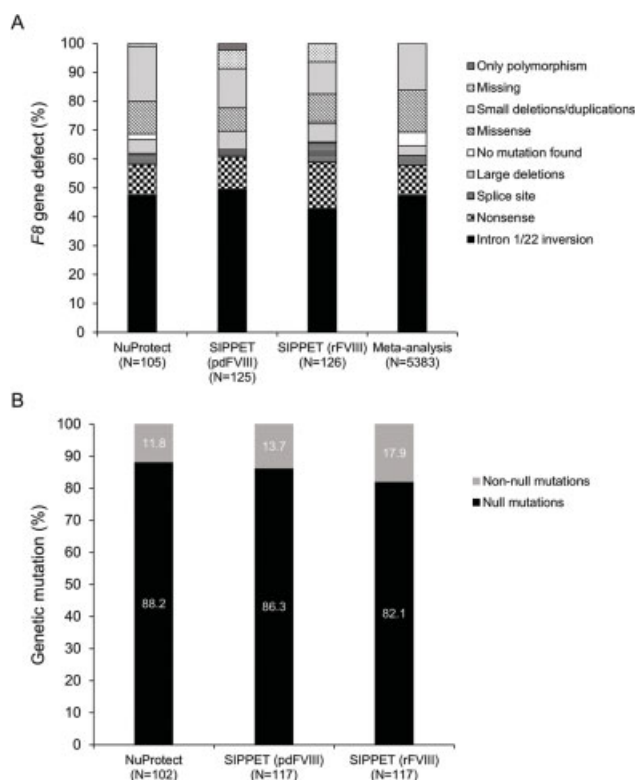 A
100
90
80
70
60
50
40
30
20
10
0
F8 gene defect (%)
NuProtect
(N=105)
SIPPET
(pdFVIII)
(N=125)
SIPPET
(rFVIII)
(N=126)
Meta-analysis
(N=5383)
Only polymorphism
Missing
Small deletions/duplications
Missense
No mutation found
Large deletions
Splice site
Nonsense
Intron 1/22 inversion
B
100
90
80
70
60
50
40
30
20
10
0
Genetic mutation (%)
11.8
13.7
17.9
88.2
86.3
82.1
NuProtect
(N=102)
SIPPET (pdFVIII)
(N=117)
SIPPET (rFVIII)
(N=117)
Non-null mutations
Null mutations